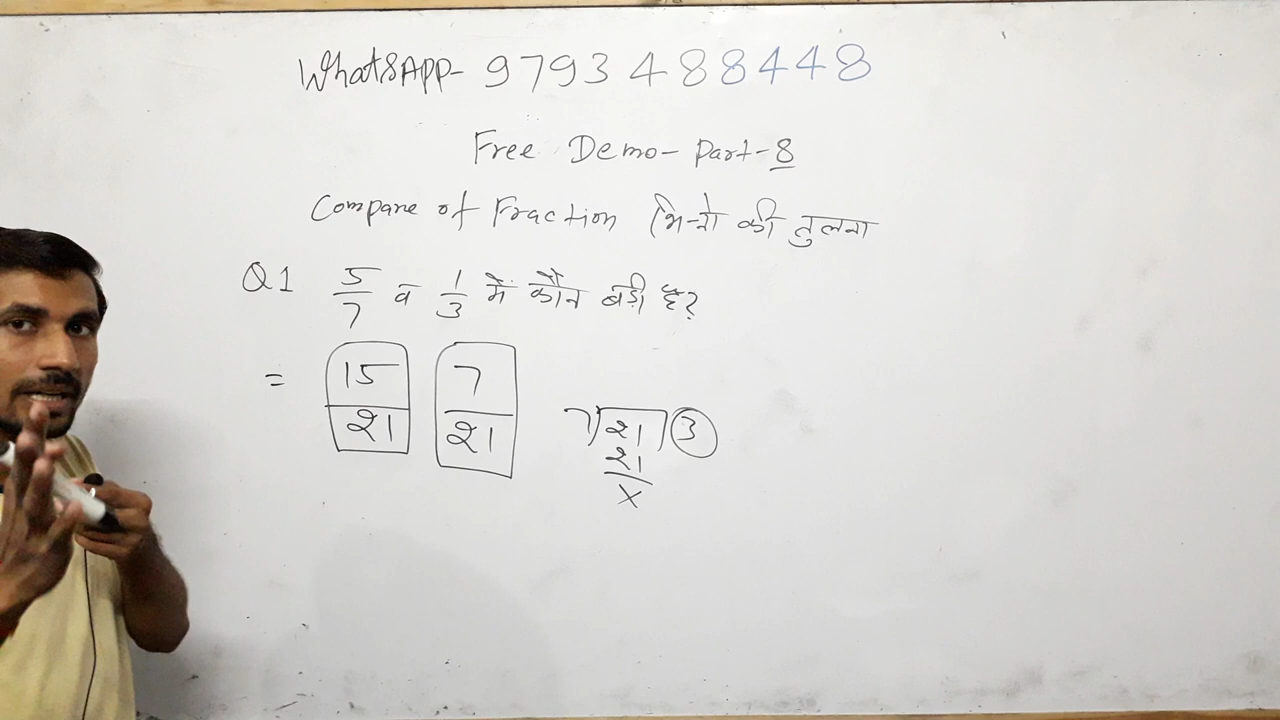 WhatsAPP- 9793488448
Free Demo- Part-8
Compare of Fraction भिन्नो की तुलना
Q1 5/7 व 1/3 में कौन बड़ी है?
= 15/21 7/21
7)21(3
21
x